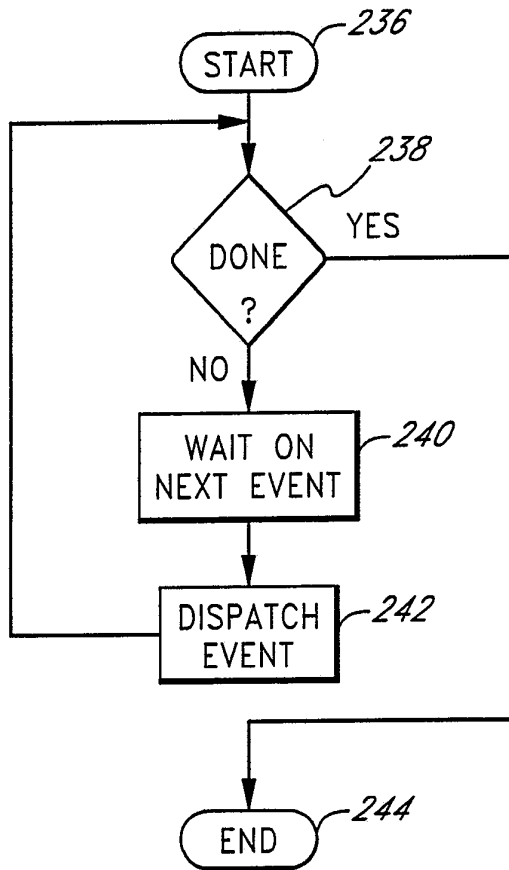 236
START
238
YES
DONE
?
NO
240
WAIT ON
NEXT EVENT
242
DISPATCH
EVENT
244
END